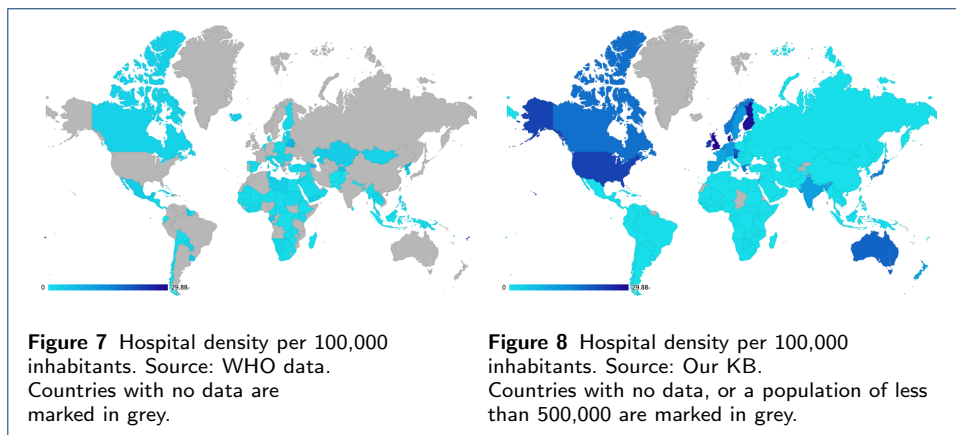 0
29.88
0
29.88
Figure 7 Hospital density per 100,000
inhabitants. Source: WHO data.
Countries with no data are
marked in grey.
Figure 8 Hospital density per 100,000
inhabitants. Source: Our KB.
Countries with no data, or a population of less
than 500,000 are marked in grey.